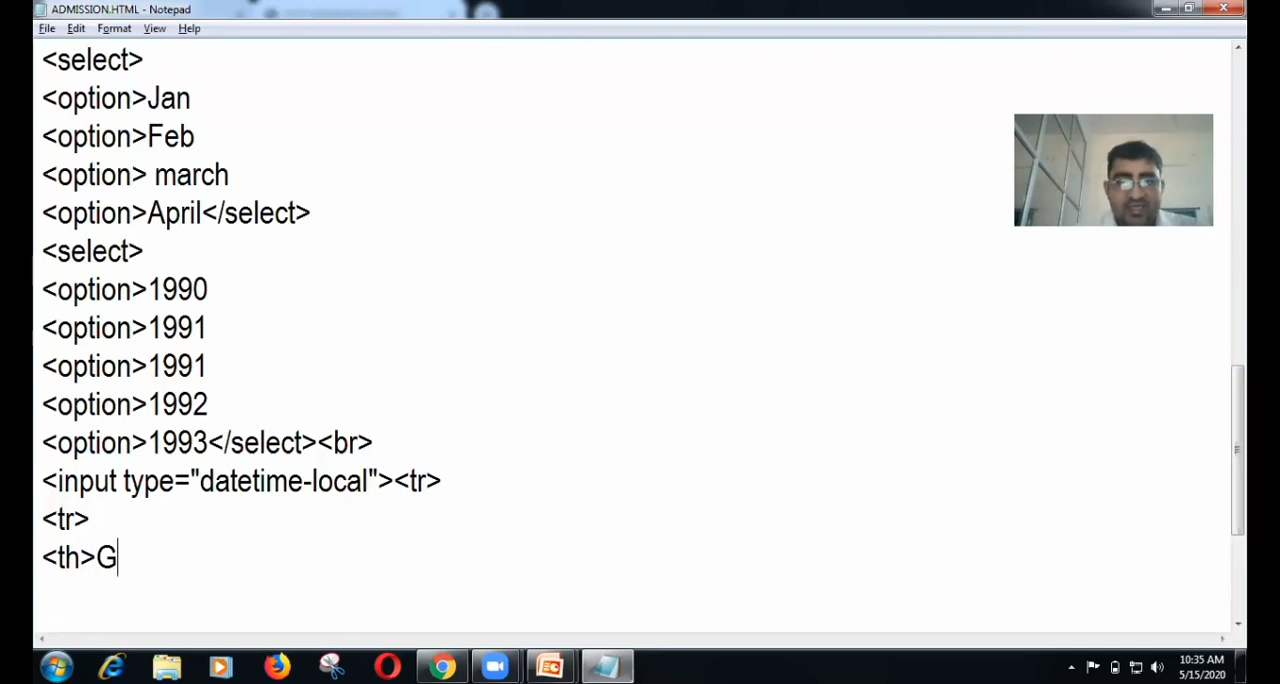 ADMISSION.HTML - Notepad
File Edit Format View Help
<select>
<option>Jan
<option>Feb
<option> march
<option>April</select>
<select>
<option>1990
<option>1991
<option>1991
<option>1992
<option>1993</select><br>
<input type="datetime-local"><tr>
<tr>
<th>G
10:35 AM
5/15/2020